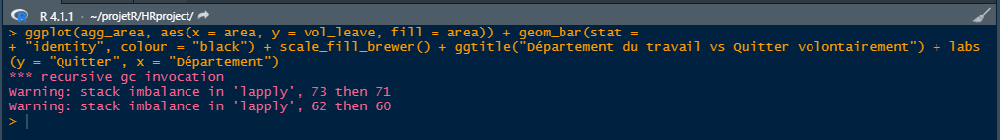 R 4.1.1 · ~/projetR/HRproject/
> ggplot(agg_area, aes(x = area, y = vol_leave, fill = area)) + geom_bar(stat =
+ "identity", colour = "black") + scale_fill_brewer() + ggtitle("Département du travail vs Quitter volontairement") + labs
(y = "Quitter", x = "Département")
*** recursive gc invocation
Warning: stack imbalance in 'lapply', 73 then 71
Warning: stack imbalance in 'lapply', 62 then 60
>